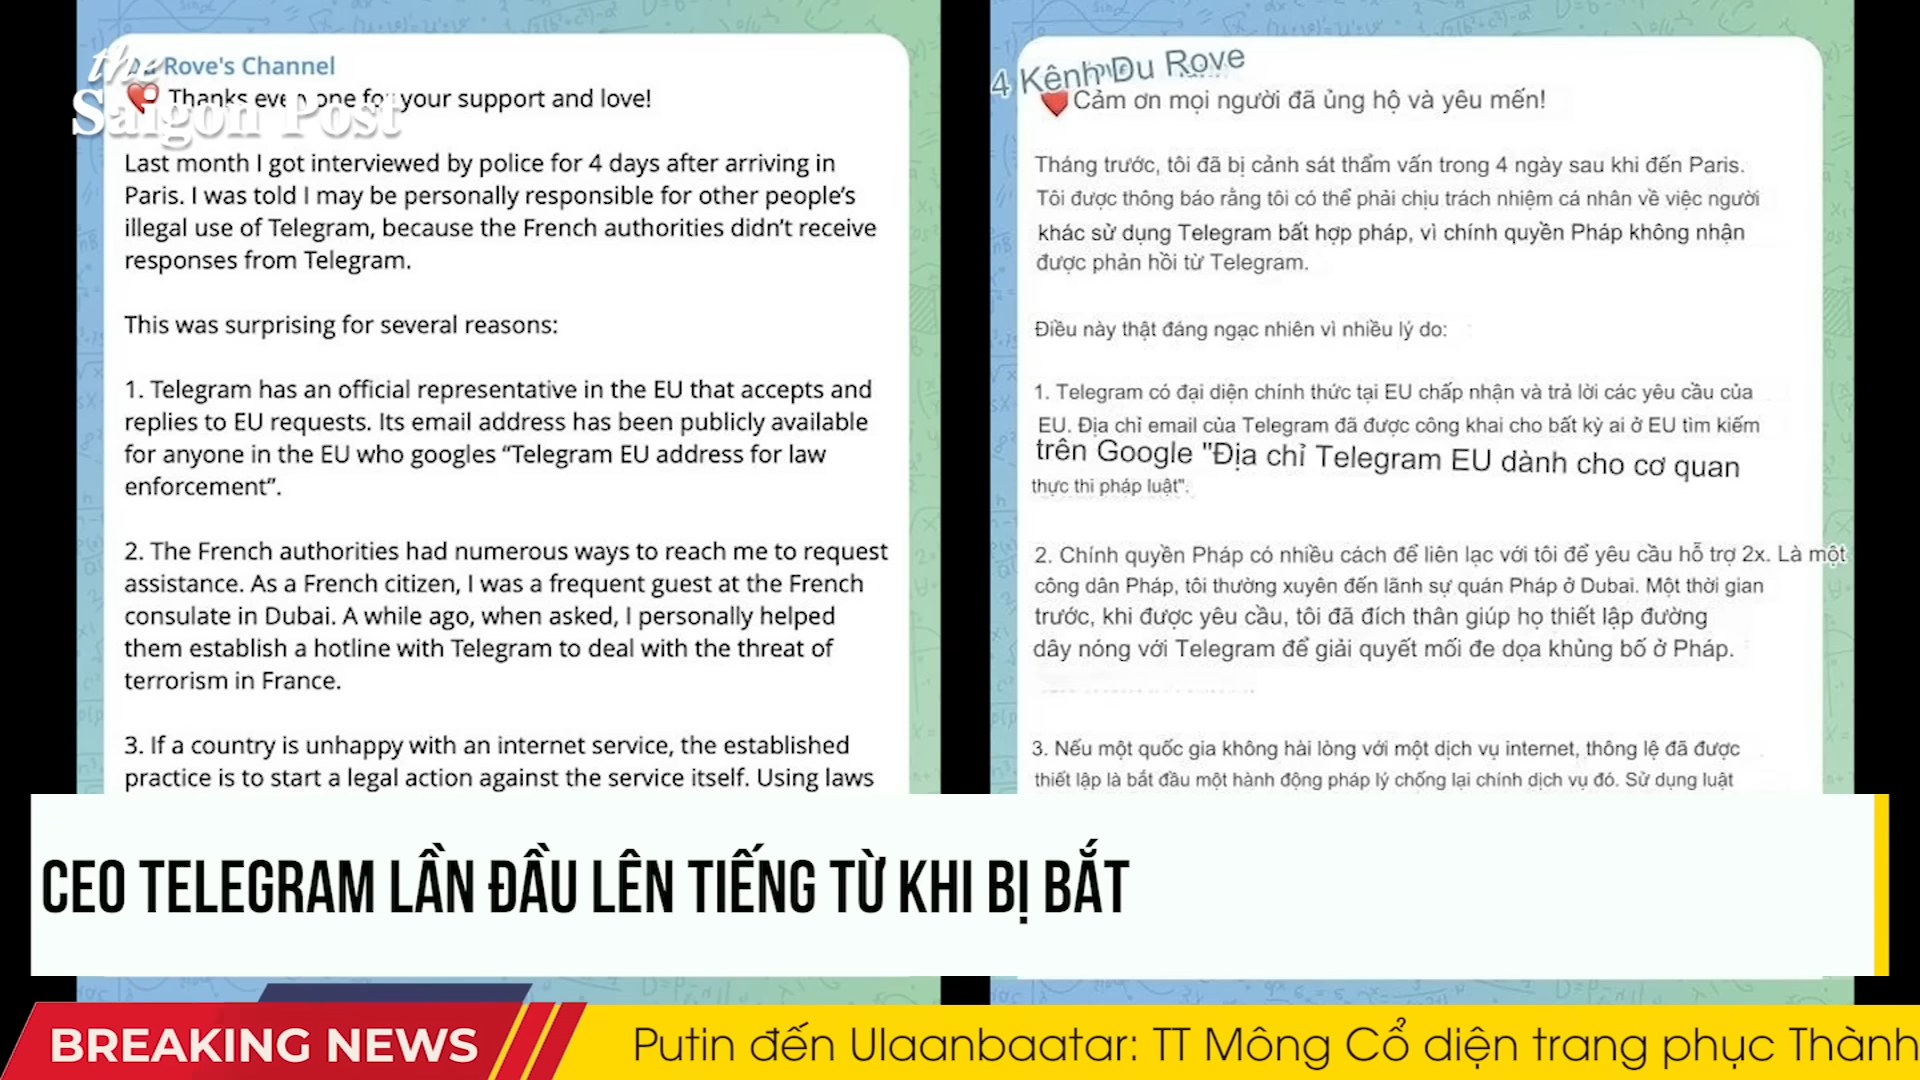 the
Saigon Post
Rove's Channel
Thanks everyone for your support and love!
Last month I got interviewed by police for 4 days after arriving in
Paris. I was told I may be personally responsible for other people’s
illegal use of Telegram, because the French authorities didn’t receive
responses from Telegram.
This was surprising for several reasons:
1. Telegram has an official representative in the EU that accepts and
replies to EU requests. Its email address has been publicly available
for anyone in the EU who googles “Telegram EU address for law
enforcement”.
2. The French authorities had numerous ways to reach me to request
assistance. As a French citizen, I was a frequent guest at the French
consulate in Dubai. A while ago, when asked, I personally helped
them establish a hotline with Telegram to deal with the threat of
terrorism in France.
3. If a country is unhappy with an internet service, the established
practice is to start a legal action against the service itself. Using laws
4 Kênh Du Rove
Cảm ơn mọi người đã ủng hộ và yêu mến!
Tháng trước, tôi đã bị cảnh sát thẩm vấn trong 4 ngày sau khi đến Paris.
Tôi được thông báo rằng tôi có thể phải chịu trách nhiệm cá nhân về việc người
khác sử dụng Telegram bất hợp pháp, vì chính quyền Pháp không nhận
được phản hồi từ Telegram.
Điều này thật đáng ngạc nhiên vì nhiều lý do:
1. Telegram có đại diện chính thức tại EU chấp nhận và trả lời các yêu cầu của
EU. Địa chỉ email của Telegram đã được công khai cho bất kỳ ai ở EU tìm kiếm
trên Google "Địa chỉ Telegram EU dành cho cơ quan
thực thi pháp luật".
2. Chính quyền Pháp có nhiều cách để liên lạc với tôi để yêu cầu hỗ trợ 2x. Là một
công dân Pháp, tôi thường xuyên đến lãnh sự quán Pháp ở Dubai. Một thời gian
trước, khi được yêu cầu, tôi đã đích thân giúp họ thiết lập đường
dây nóng với Telegram để giải quyết mối đe dọa khủng bố ở Pháp.
3. Nếu một quốc gia không hài lòng với một dịch vụ internet, thông lệ đã được
thiết lập là bắt đầu một hành động pháp lý chống lại chính dịch vụ đó. Sử dụng luật
CEO TELEGRAM LẦN ĐẦU LÊN TIẾNG TỪ KHI BỊ BẮT
BREAKING NEWS
Putin đến Ulaanbaatar: TT Mông Cổ diện trang phục Thành